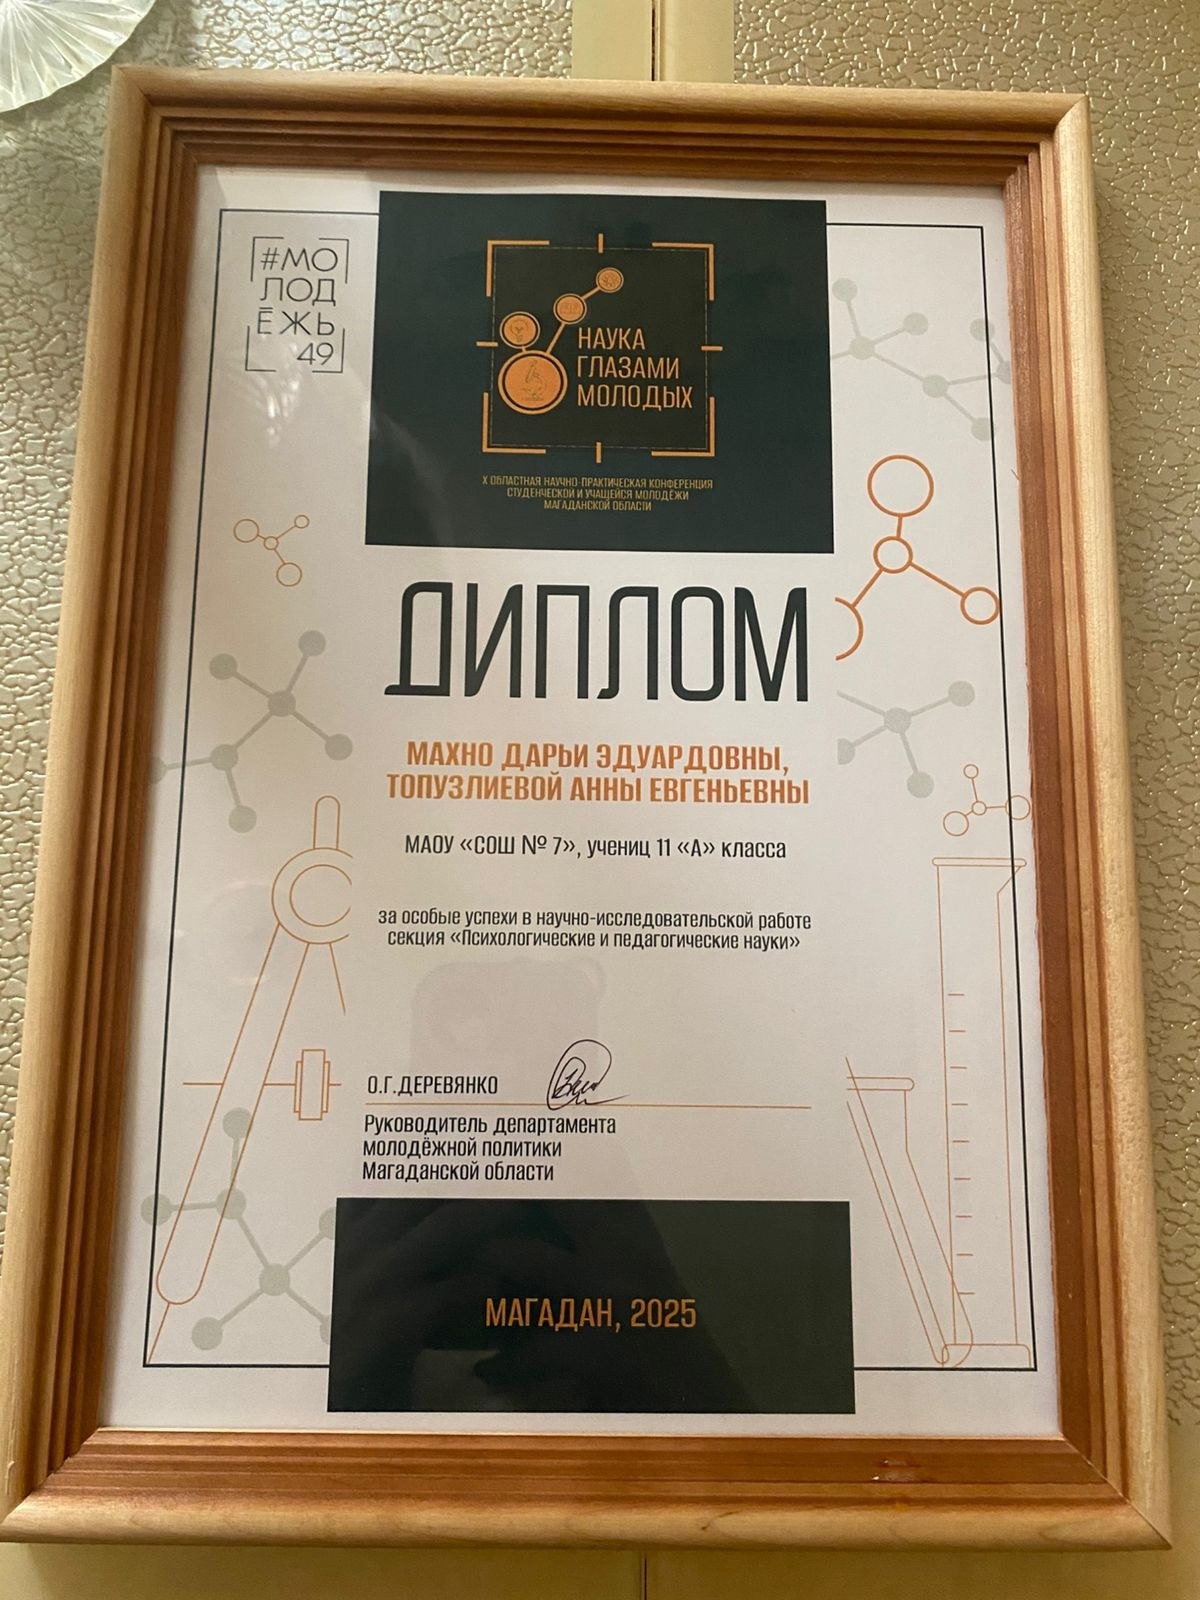 #МО
ЛОД
ЁЖЬ
49
НАУКА
ГЛАЗАМИ
МОЛОДЫХ
X ОБЛАСТНАЯ НАУЧНО-ПРАКТИЧЕСКАЯ КОНФЕРЕНЦИЯ
СТУДЕНЧЕСКОЙ И УЧАЩЕЙСЯ МОЛОДЁЖИ
МАГАДАНСКОЙ ОБЛАСТИ
ДИПЛОМ
МАХНО ДАРЬИ ЭДУАРДОВНЫ,
ТОПУЗЛИЕВОЙ АННЫ ЕВГЕНЬЕВНЫ
МАОУ «СОШ № 7», учениц 11 «А» класса
за особые успехи в научно-исследовательской работе
секция «Психологические и педагогические науки»
О.Г.ДЕРЕВЯНКО
Руководитель департамента
молодёжной политики
Магаданской области
МАГАДАН, 2025